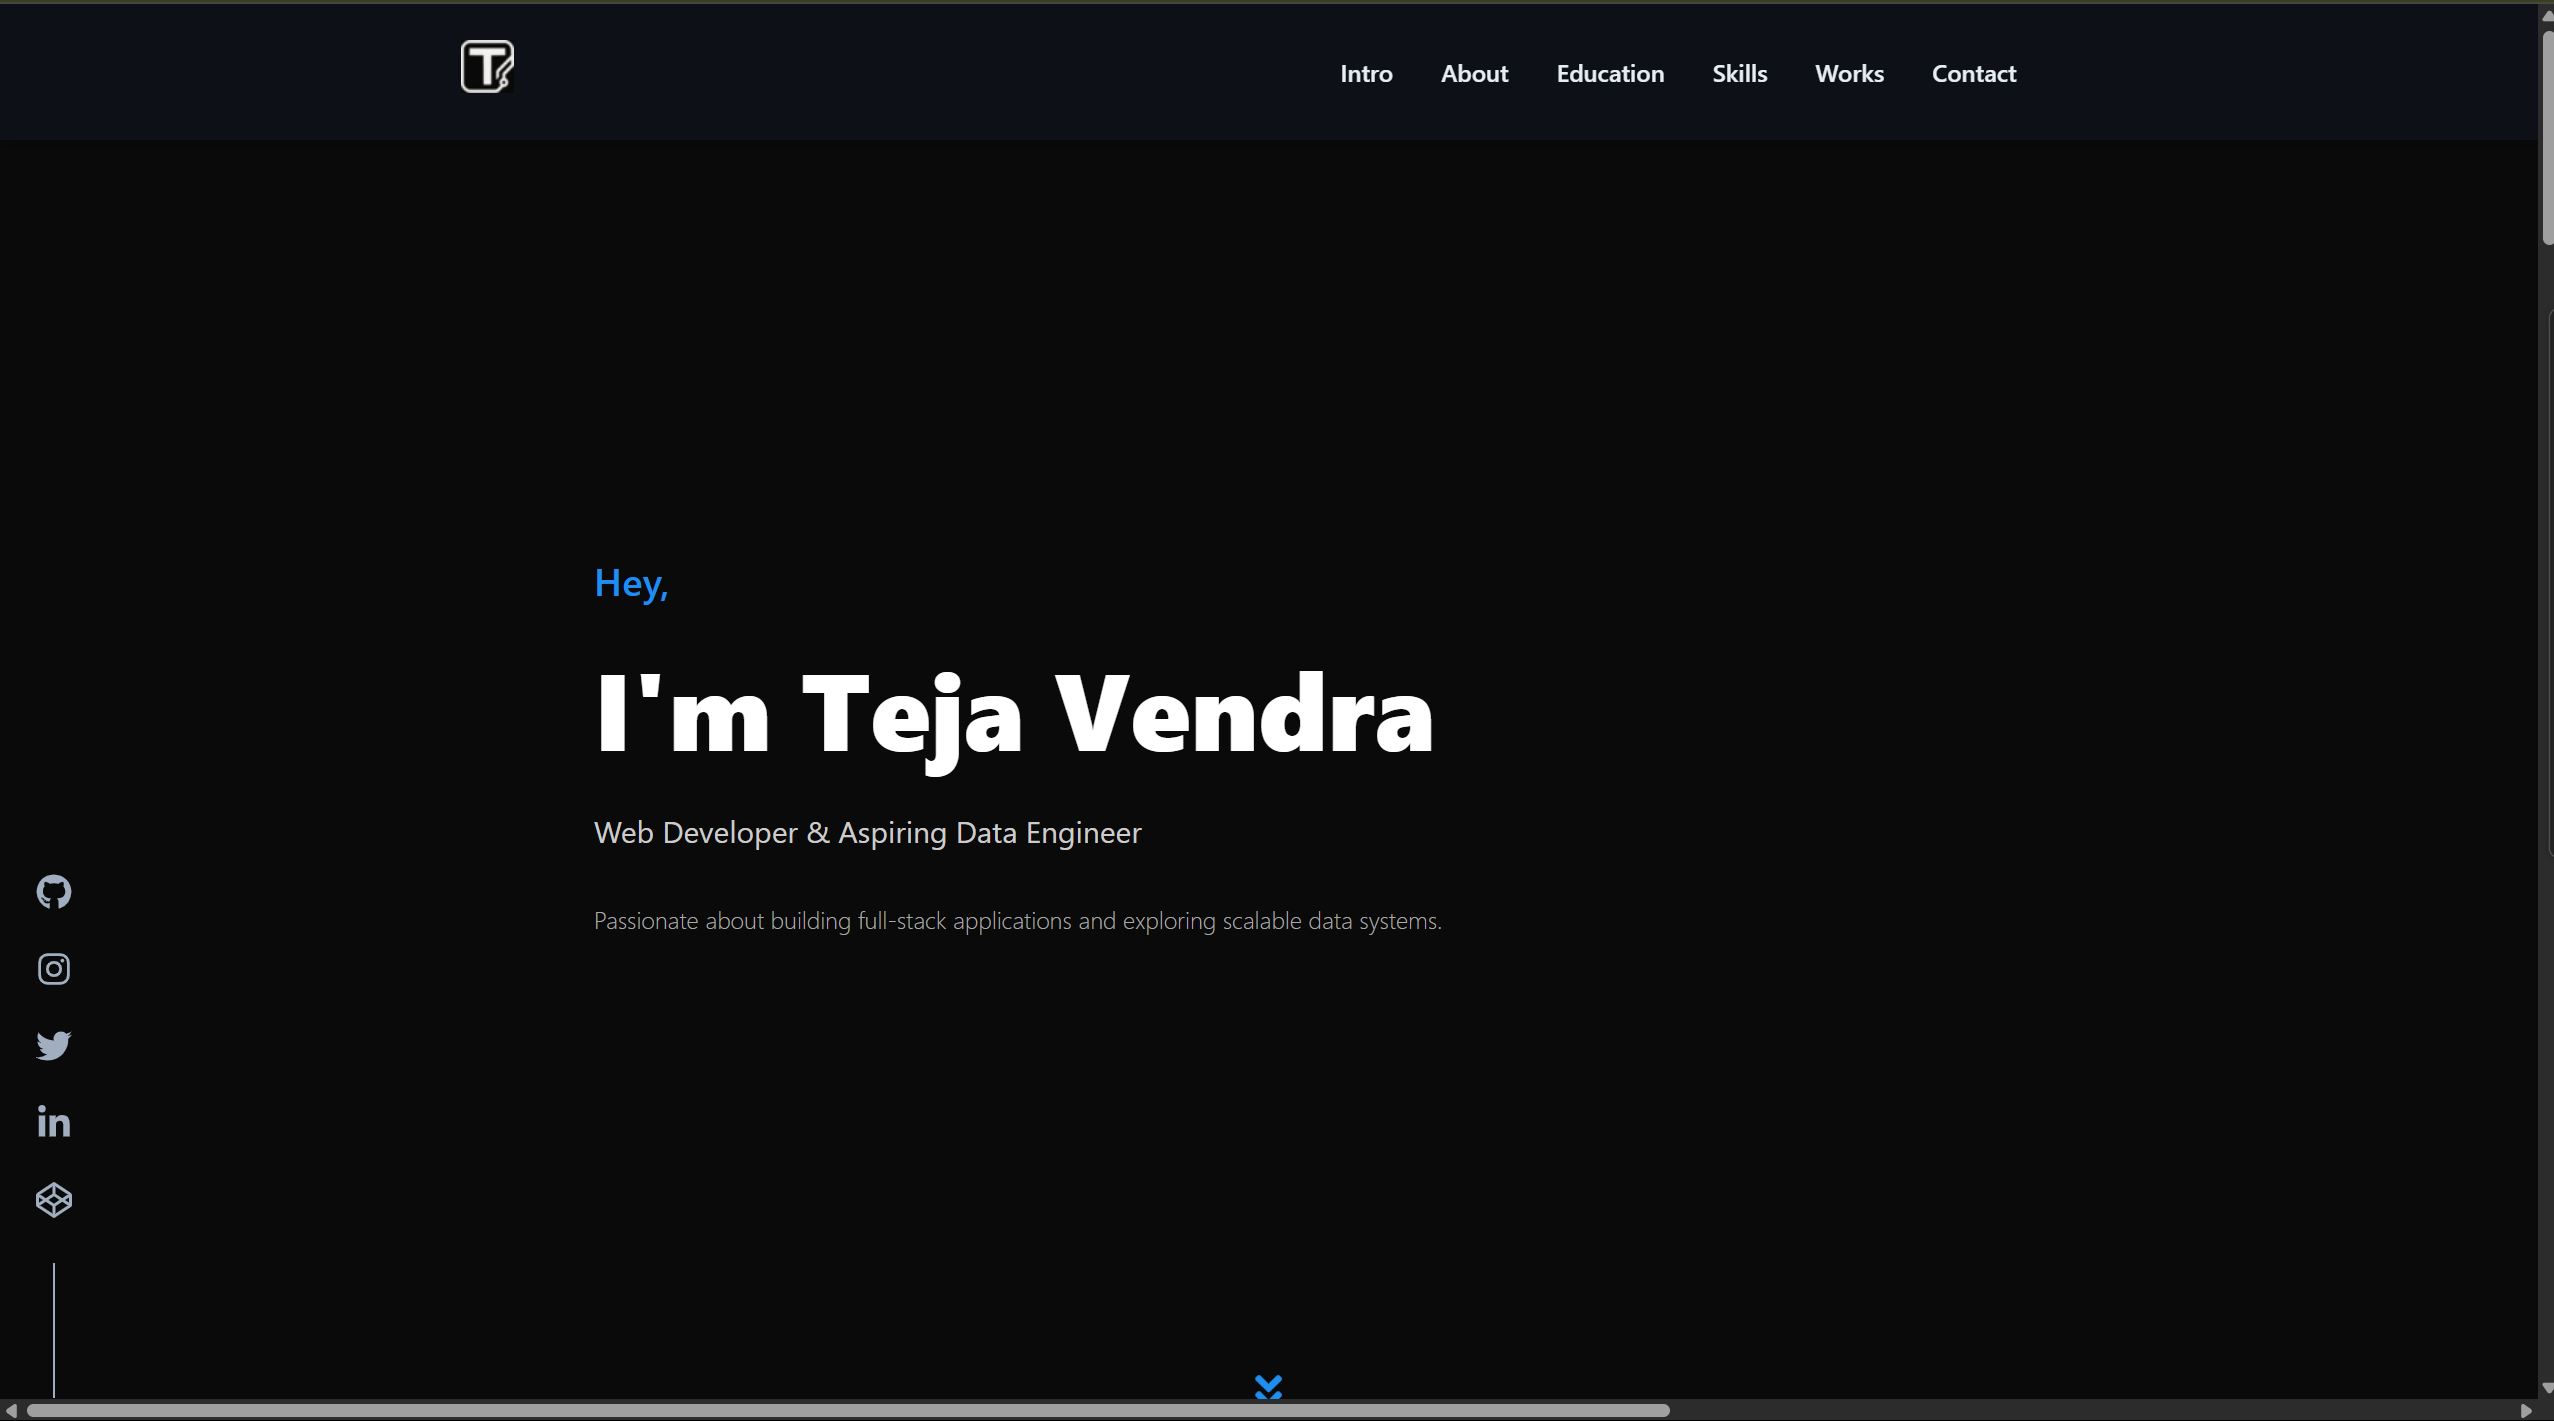 T
Intro About Education Skills Works Contact
Hey,
I'm Teja Vendra
Web Developer & Aspiring Data Engineer
Passionate about building full-stack applications and exploring scalable data systems.
in